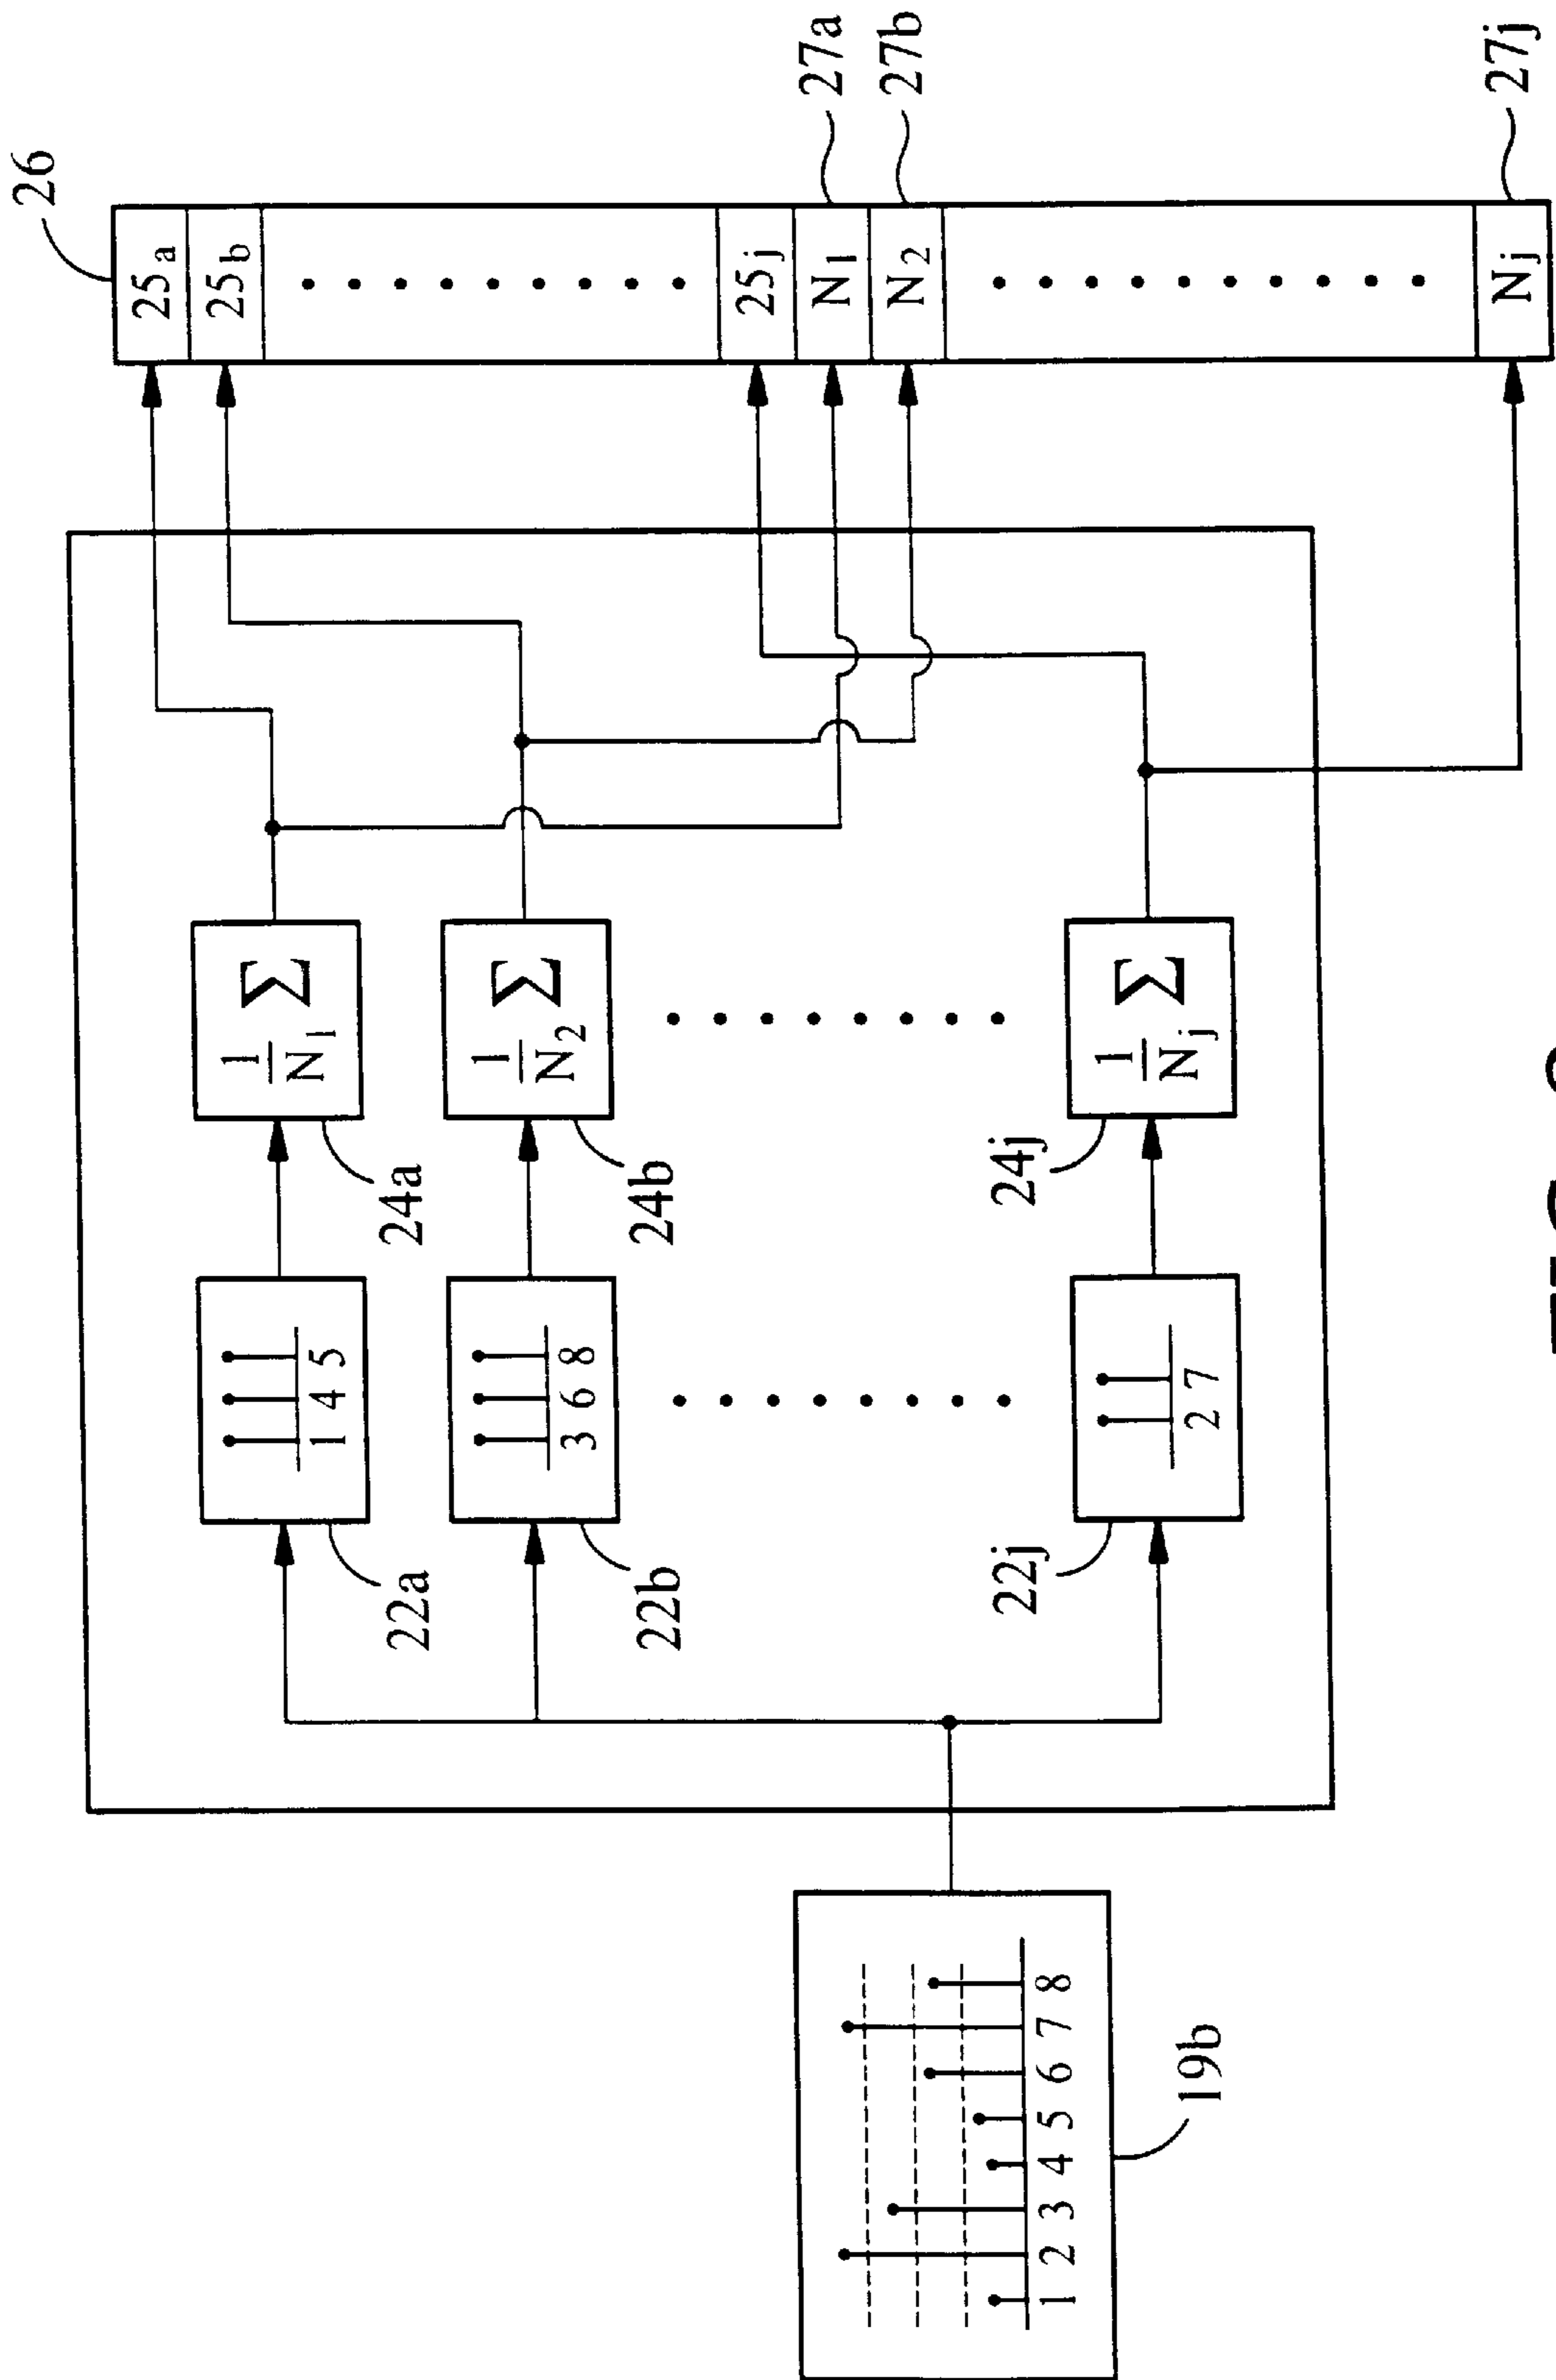 26
25a
25b
25j
N1
N2
Nj
27a
27b
27j
1/N1 Σ
1/N2 Σ
1/Nj Σ
24a
24b
24j
1 4 5
3 6 8
2 7
22a
22b
22j
1 2 3 4 5 6 7 8
19b